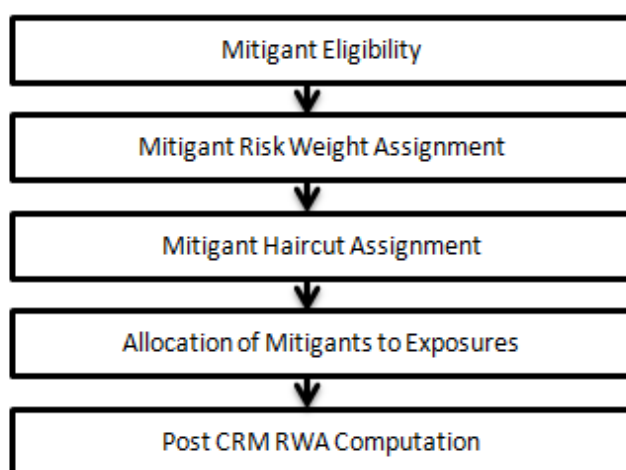 Mitigant Eligibility
Mitigant Risk Weight Assignment
Mitigant Haircut Assignment
Allocation of Mitigants to Exposures
Post CRM RWA Computation